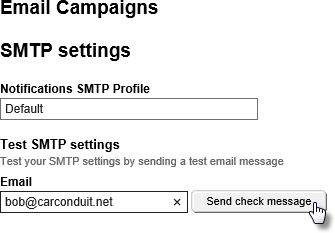 Email Campaigns
SMTP settings
Notifications SMTP Profile
Default
Test SMTP settings
Test your SMTP settings by sending a test email message
Email
bob@carconduit.net × Send check message